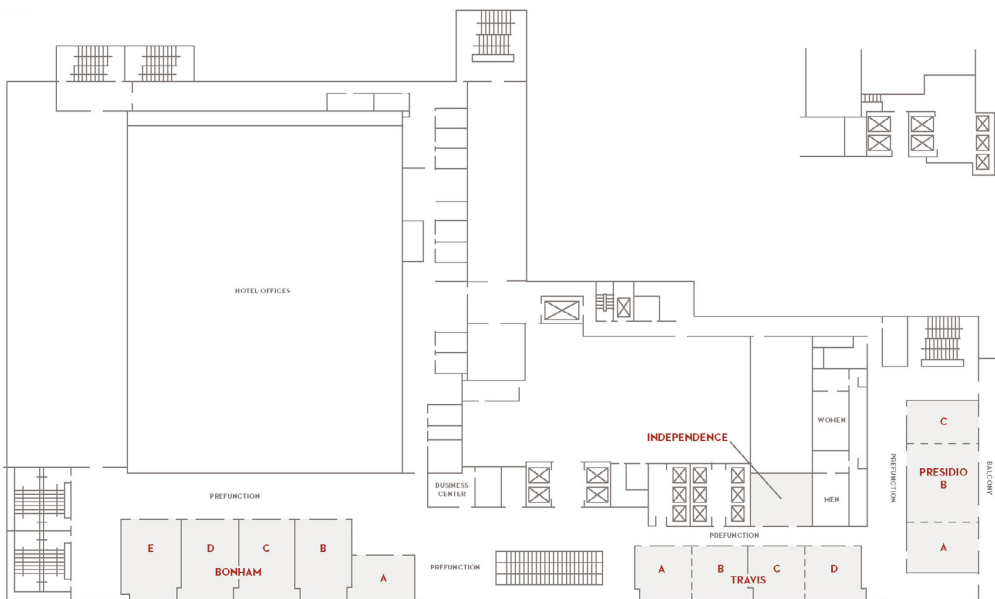 HOTEL OFFICES
INDEPENDENCE
WOMEN
C
PREFUNCTION
BALCONY
PRESIDIO
B
BUSINESS
CENTER
PREFUNCTION
MEN
PREFUNCTION
E
D
C
B
BONHAM
A
PREFUNCTION
A
B
C
D
TRAVIS
A